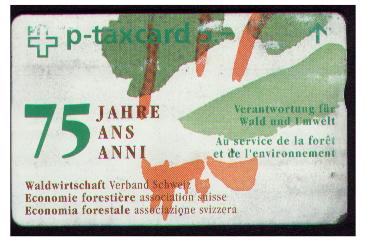 p-taxcard 5.-
75 JAHRE
ANS
ANNI
Verantwortung für
Wald und Umwelt
Au service de la forêt
et de l'environnement
Waldwirtschaft Verband Schweiz
Economie forestière association suisse
Economia forestale associazione svizzera